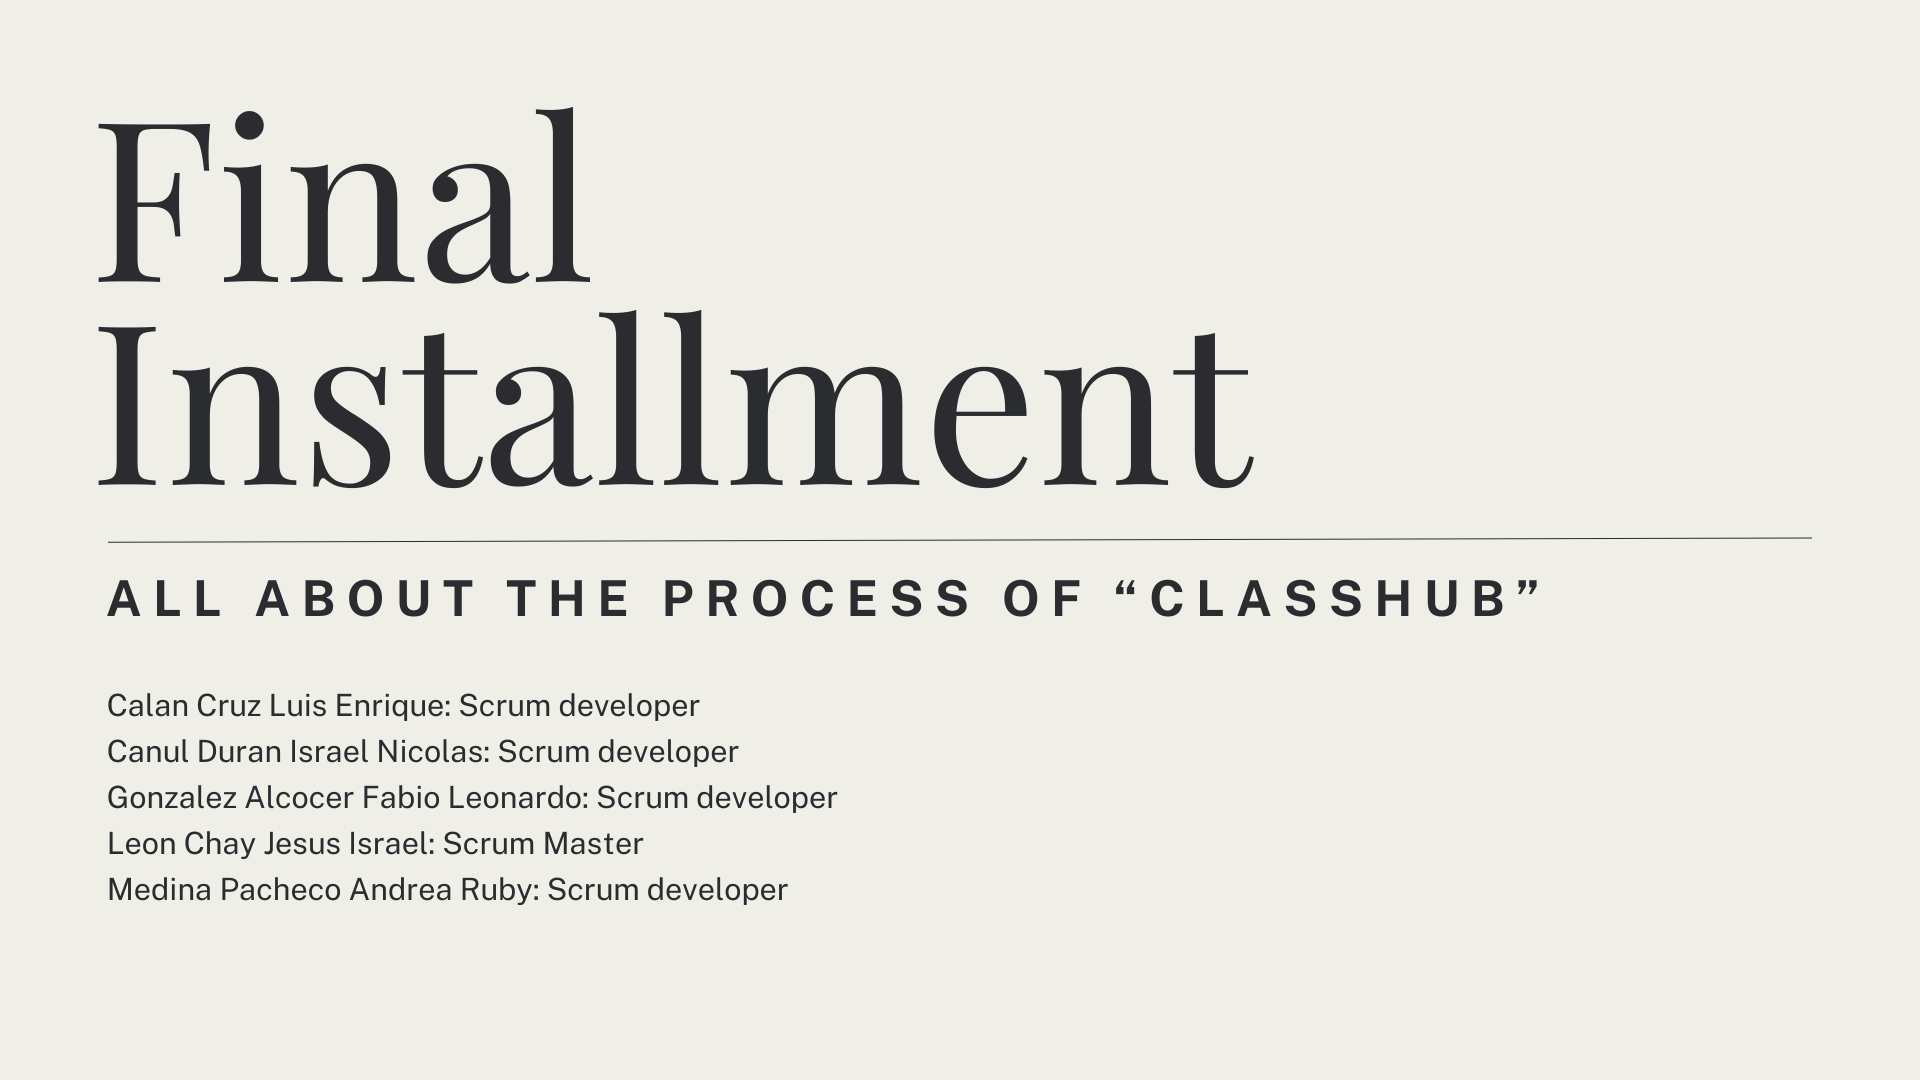 Final
Installment
ALL ABOUT THE PROCESS OF “CLASSHUB”
Calan Cruz Luis Enrique: Scrum developer
Canul Duran Israel Nicolas: Scrum developer
Gonzalez Alcocer Fabio Leonardo: Scrum developer
Leon Chay Jesus Israel: Scrum Master
Medina Pacheco Andrea Ruby: Scrum developer